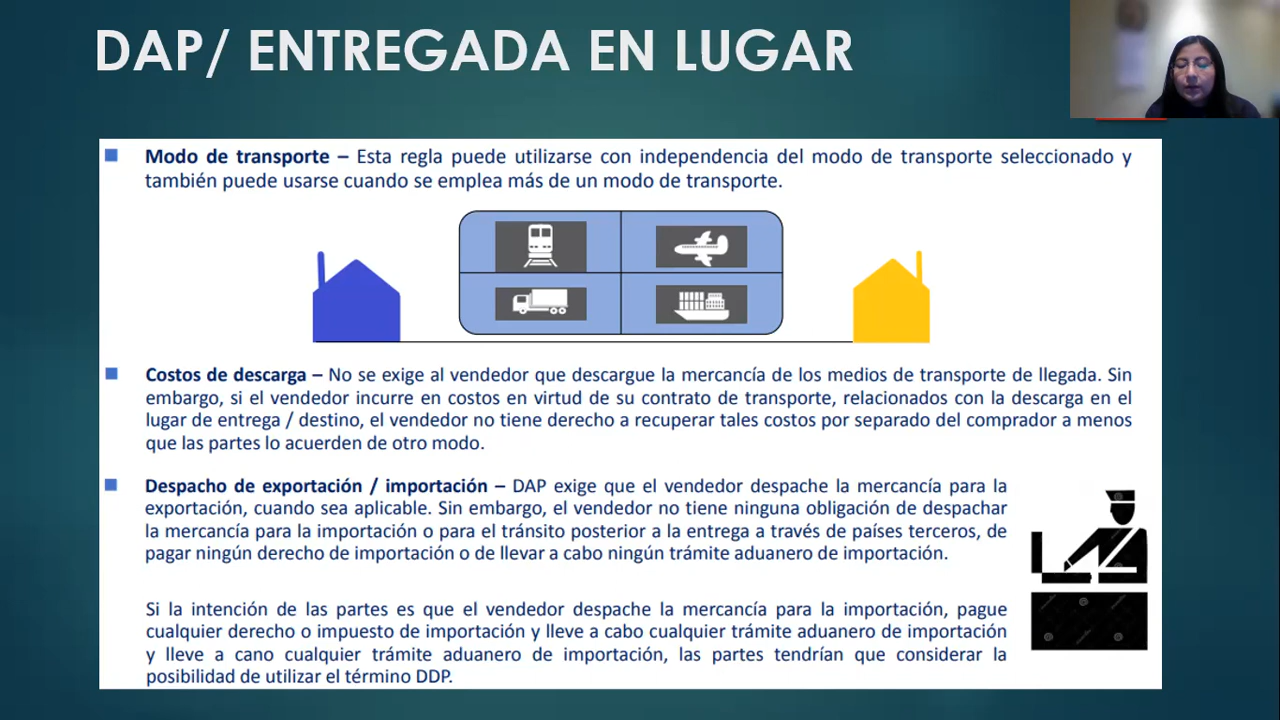 DAP/ ENTREGADA EN LUGAR
Modo de transporte – Esta regla puede utilizarse con independencia del modo de transporte seleccionado y
también puede usarse cuando se emplea más de un modo de transporte.
Costos de descarga – No se exige al vendedor que descargue la mercancía de los medios de transporte de llegada. Sin
embargo, si el vendedor incurre en costos en virtud de su contrato de transporte, relacionados con la descarga en el
lugar de entrega / destino, el vendedor no tiene derecho a recuperar tales costos por separado del comprador a menos
que las partes lo acuerden de otro modo.
Despacho de exportación / importación – DAP exige que el vendedor despache la mercancía para la
exportación, cuando sea aplicable. Sin embargo, el vendedor no tiene ninguna obligación de despachar
la mercancía para la importación o para el tránsito posterior a la entrega a través de países terceros, de
pagar ningún derecho de importación o de llevar a cabo ningún trámite aduanero de importación.
Si la intención de las partes es que el vendedor despache la mercancía para la importación, pague
cualquier derecho o impuesto de importación y lleve a cabo cualquier trámite aduanero de importación
y lleve a cano cualquier trámite aduanero de importación, las partes tendrían que considerar la
posibilidad de utilizar el término DDP.